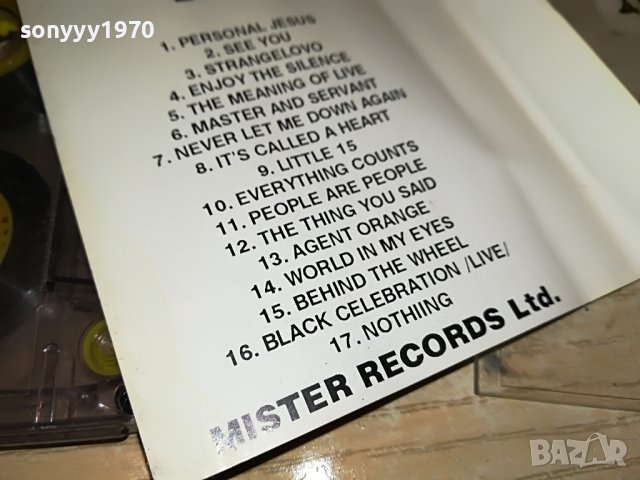 sonyyy1970
1. PERSONAL JESUS
2. SEE YOU
3. STRANGELOVO
4. ENJOY THE SILENCE
5. THE MEANING OF LIVE
6. MASTER AND SERVANT
7. NEVER LET ME DOWN AGAIN
8. IT'S CALLED A HEART
9. LITTLE 15
10. EVERYTHING COUNTS
11. PEOPLE ARE PEOPLE
12. THE THING YOU SAID
13. AGENT ORANGE
14. WORLD IN MY EYES
15. BEHIND THE WHEEL
16. BLACK CELEBRATION /LIVE/
17. NOTHIING
MISTER RECORDS Ltd.
BAZAR